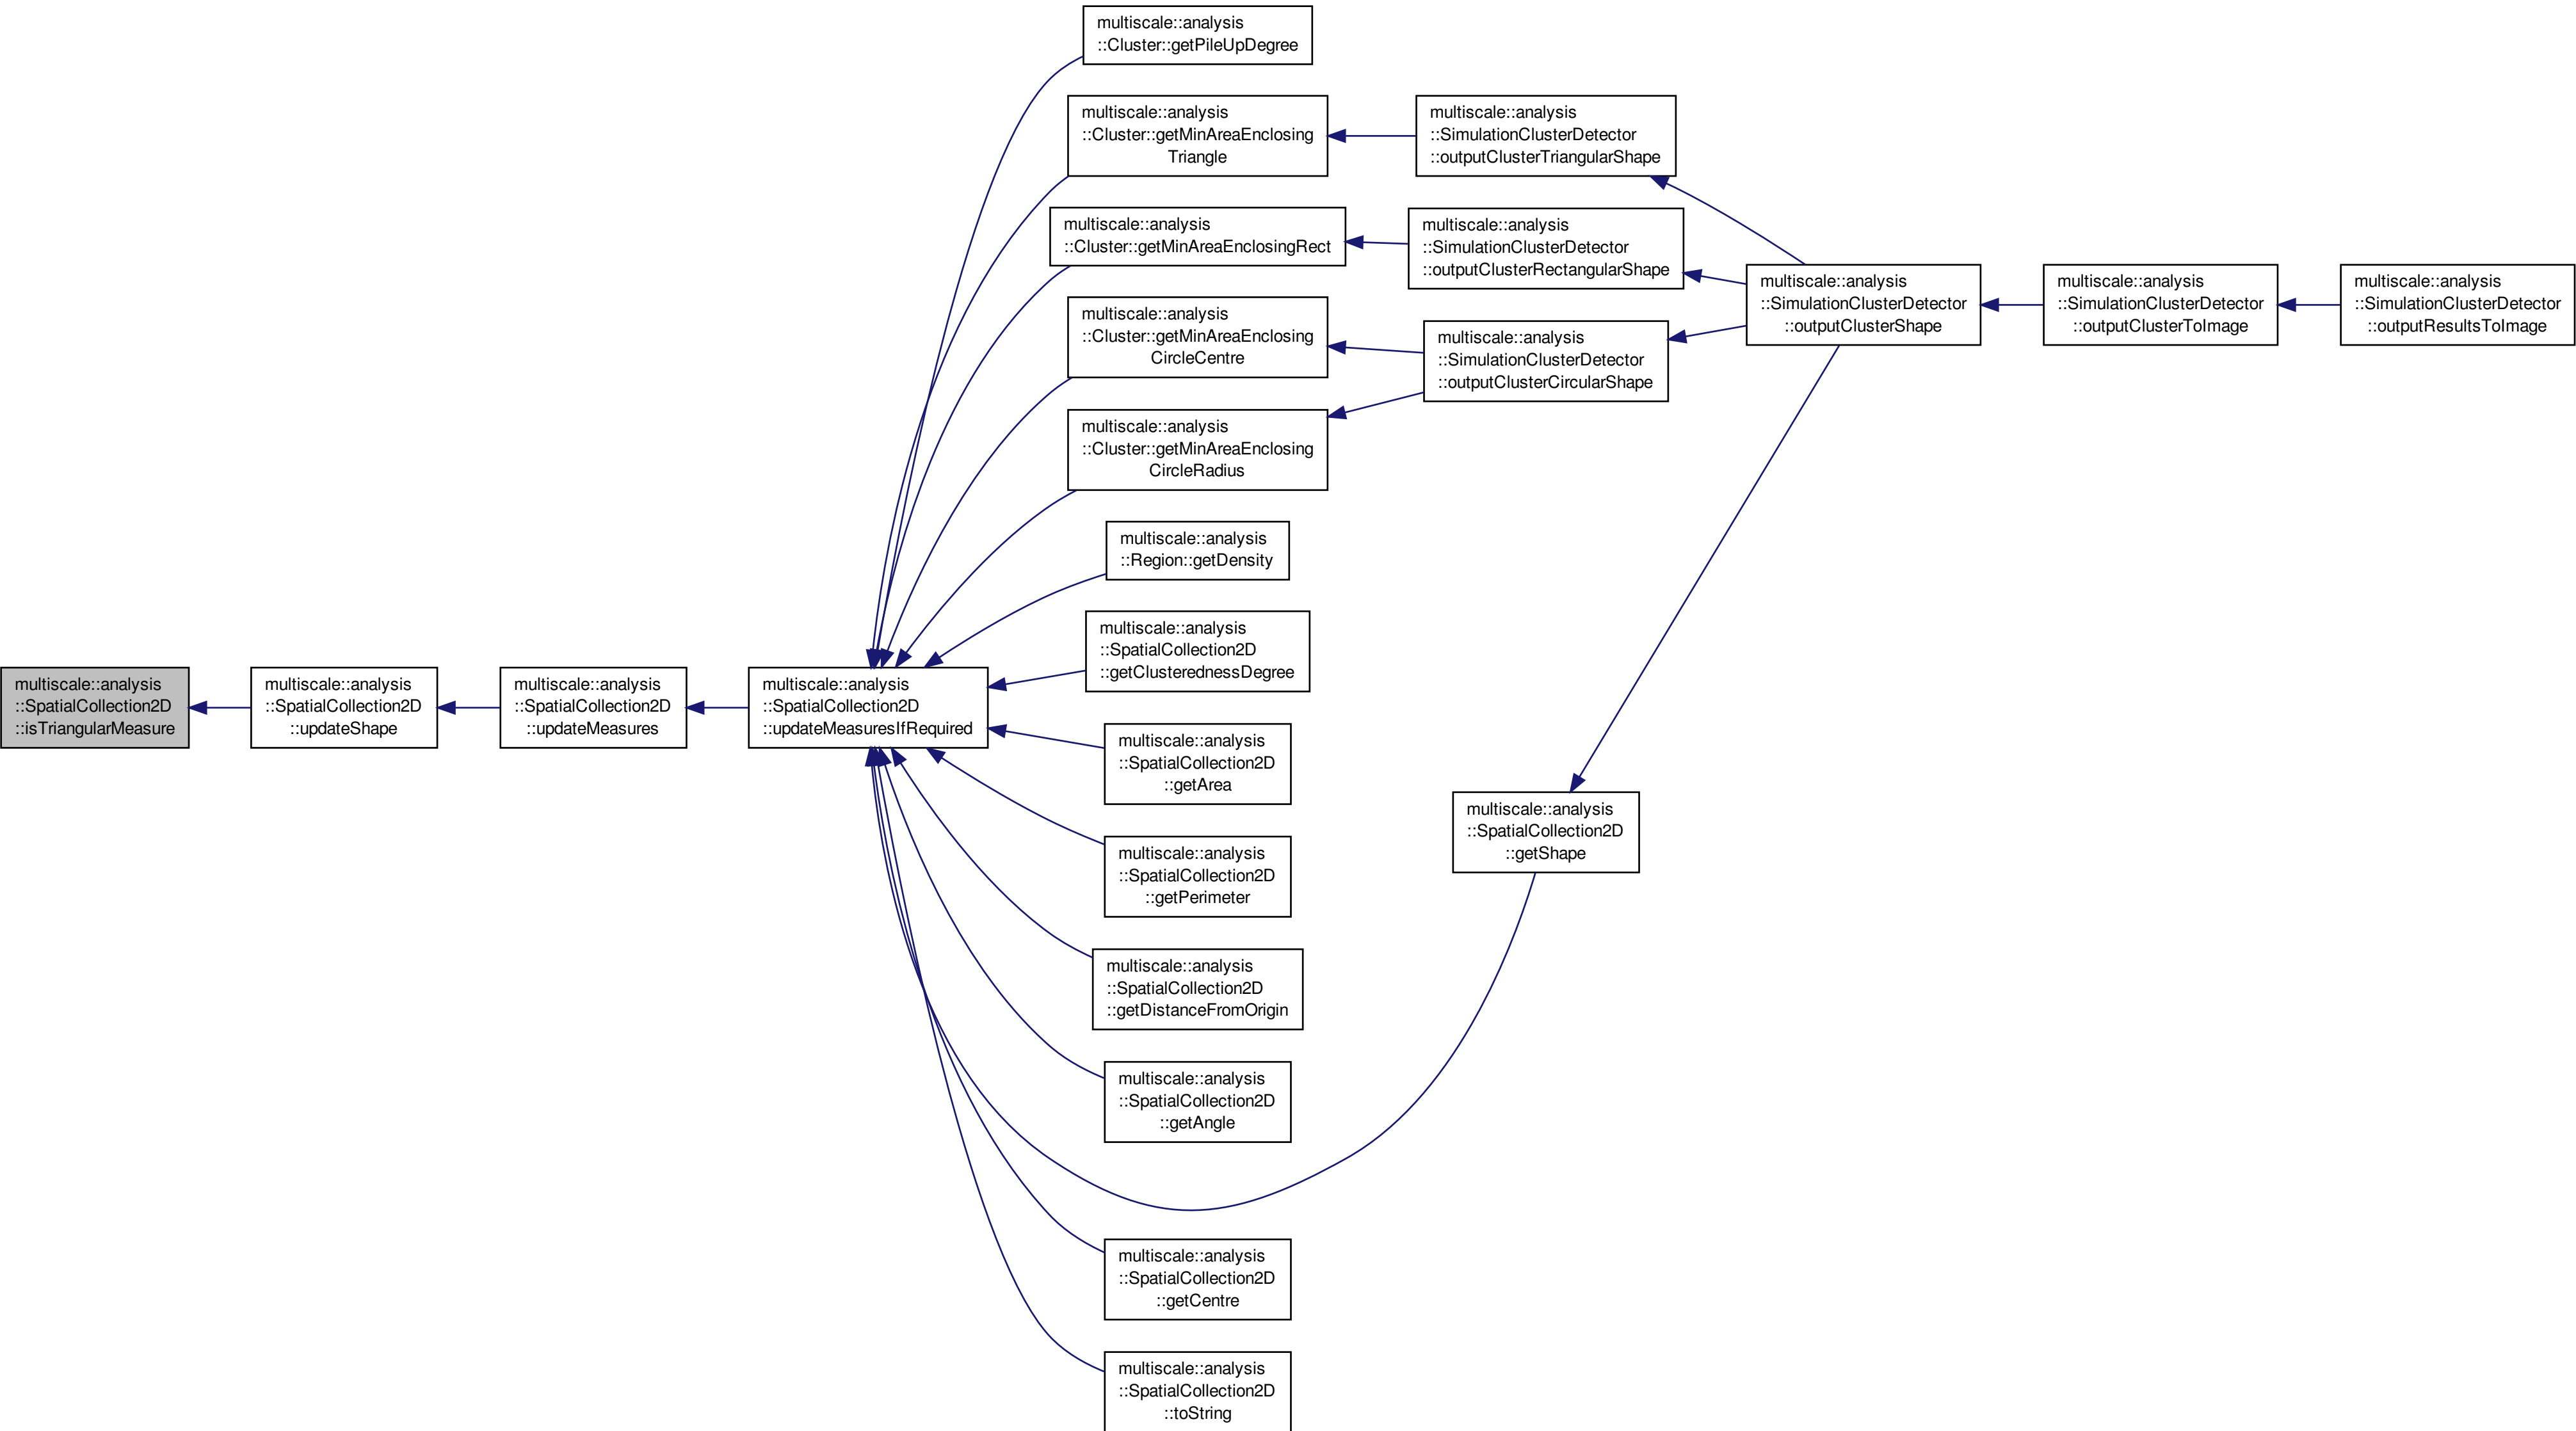 multiscale::analysis
::Cluster::getPileUpDegree
multiscale::analysis
::Cluster::getMinAreaEnclosing
Triangle
multiscale::analysis
::SimulationClusterDetector
::outputClusterTriangularShape
multiscale::analysis
::Cluster::getMinAreaEnclosingRect
multiscale::analysis
::SimulationClusterDetector
::outputClusterRectangularShape
multiscale::analysis
::SimulationClusterDetector
::outputClusterShape
multiscale::analysis
::SimulationClusterDetector
::outputClusterToImage
multiscale::analysis
::SimulationClusterDetector
::outputResultsToImage
multiscale::analysis
::Cluster::getMinAreaEnclosing
CircleCentre
multiscale::analysis
::SimulationClusterDetector
::outputClusterCircularShape
multiscale::analysis
::Cluster::getMinAreaEnclosing
CircleRadius
multiscale::analysis
::Region::getDensity
multiscale::analysis
::SpatialCollection2D
::getClusterednessDegree
multiscale::analysis
::SpatialCollection2D
::isTriangularMeasure
multiscale::analysis
::SpatialCollection2D
::updateShape
multiscale::analysis
::SpatialCollection2D
::updateMeasures
multiscale::analysis
::SpatialCollection2D
::updateMeasuresIfRequired
multiscale::analysis
::SpatialCollection2D
::getArea
multiscale::analysis
::SpatialCollection2D
::getShape
multiscale::analysis
::SpatialCollection2D
::getPerimeter
multiscale::analysis
::SpatialCollection2D
::getDistanceFromOrigin
multiscale::analysis
::SpatialCollection2D
::getAngle
multiscale::analysis
::SpatialCollection2D
::getCentre
multiscale::analysis
::SpatialCollection2D
::toString